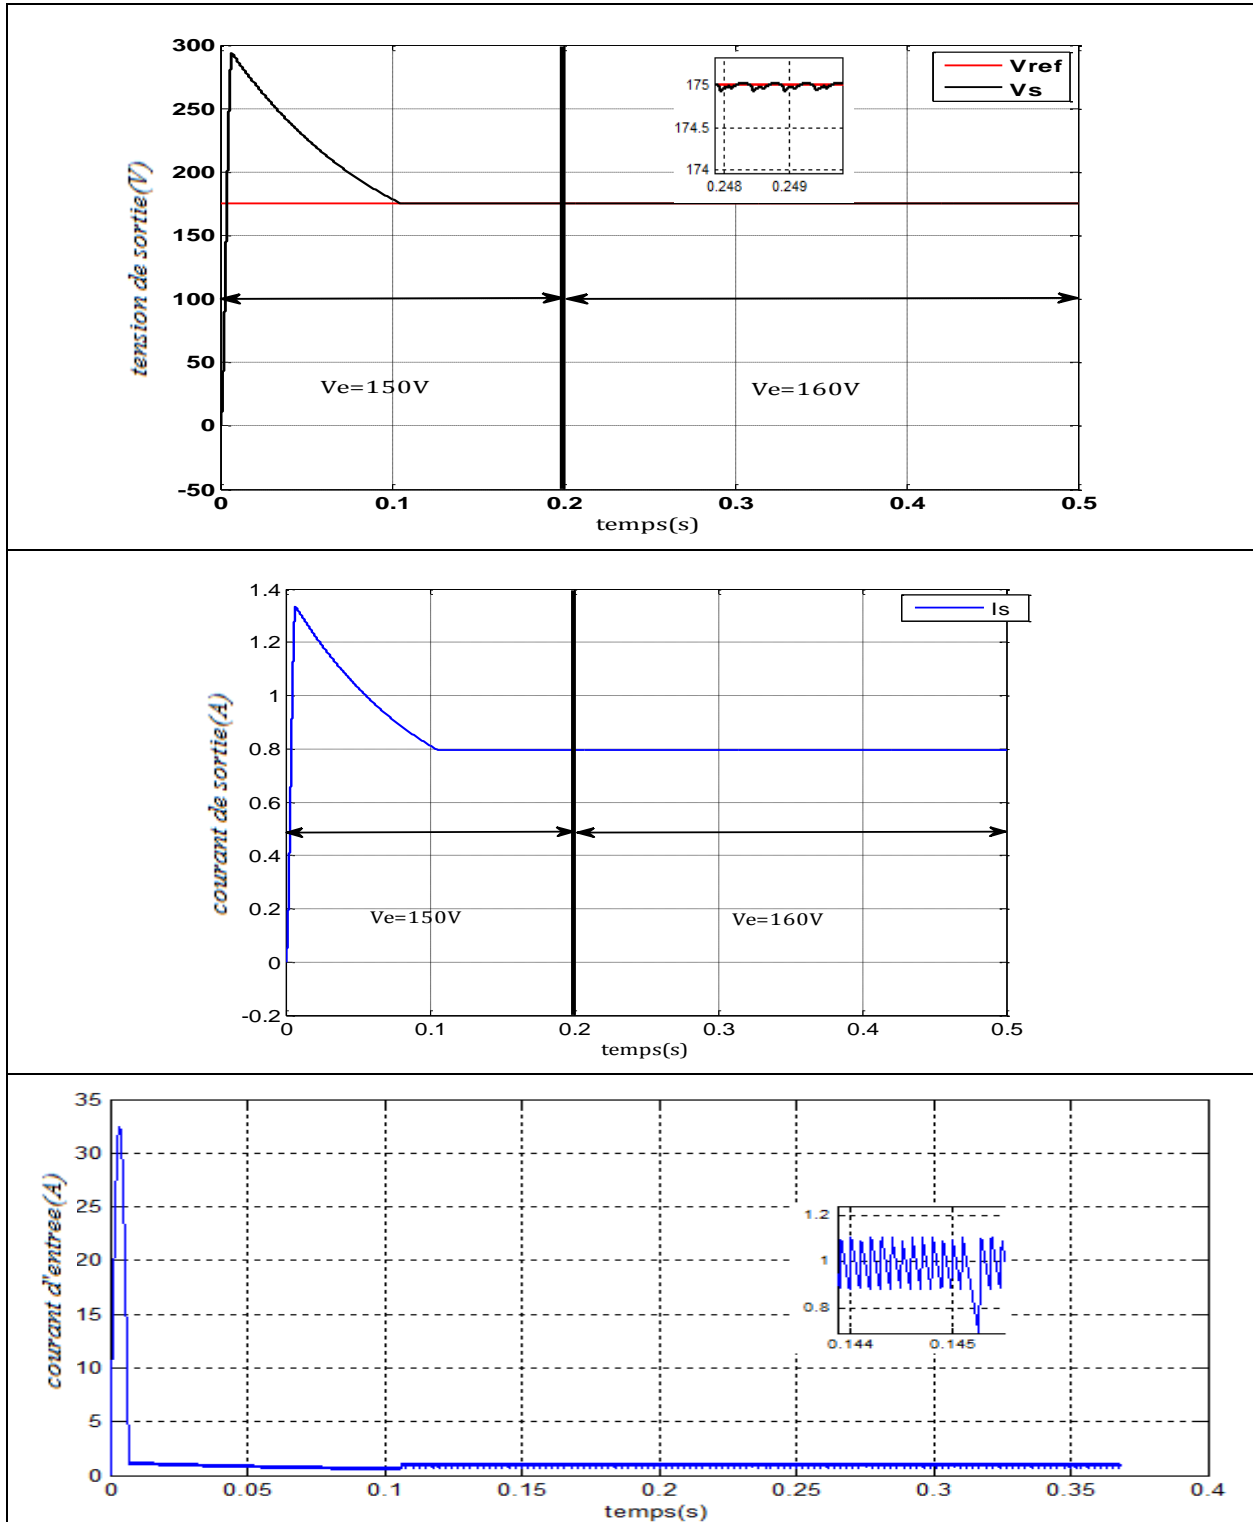 300
250
200
150
100
50
0
-50
tension de sortie(V)
Vref
Vs
175
174.5
174
0.248 0.249
Ve=150V
Ve=160V
0 0.1 0.2 0.3 0.4 0.5
temps(s)
1.4
1.2
1
0.8
0.6
0.4
0.2
0
-0.2
courant de sortie(A)
Is
Ve=150V
Ve=160V
0 0.1 0.2 0.3 0.4 0.5
temps(s)
35
30
25
20
15
10
5
0
courant d'entree(A)
1.2
1
0.8
0.144 0.145
0 0.05 0.1 0.15 0.2 0.25 0.3 0.35 0.4
temps(s)